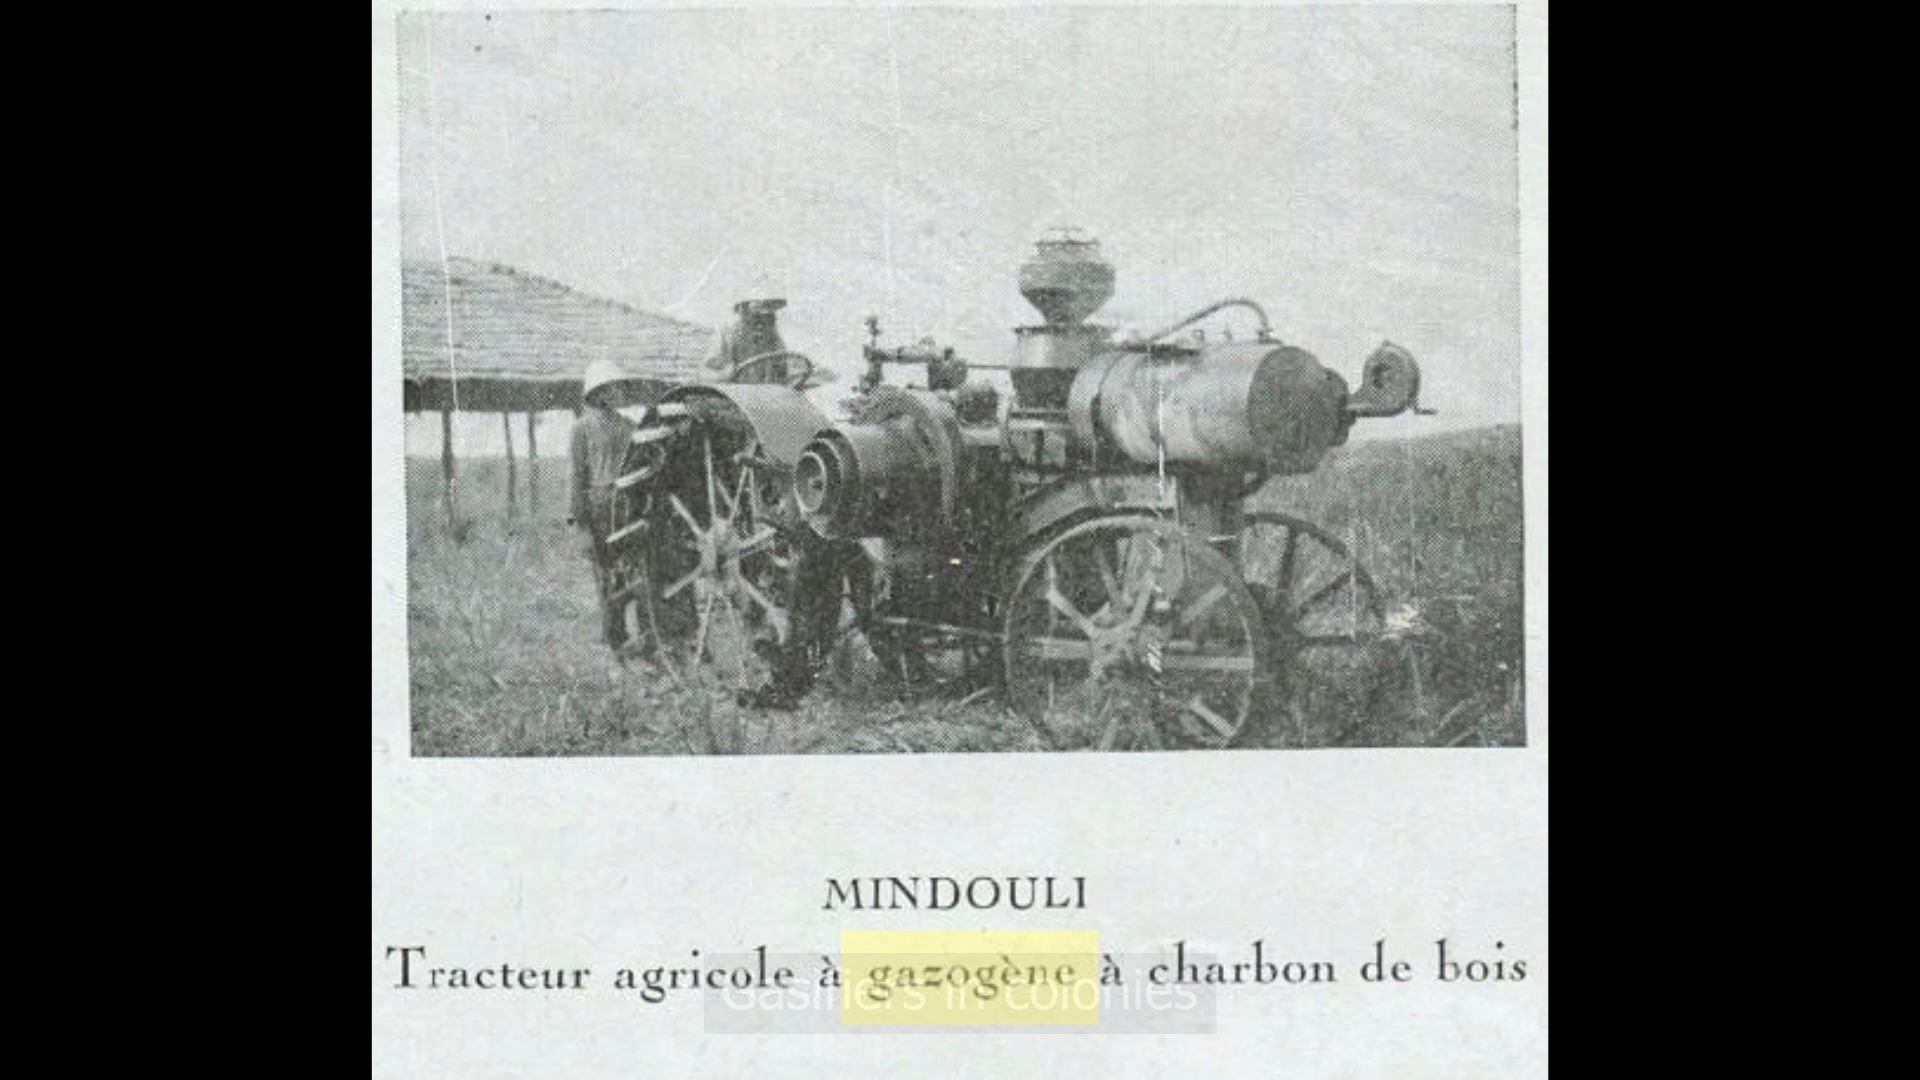 MINDOULI
Tracteur agricole à gazogène à charbon de bois
Gasifiers in colonies